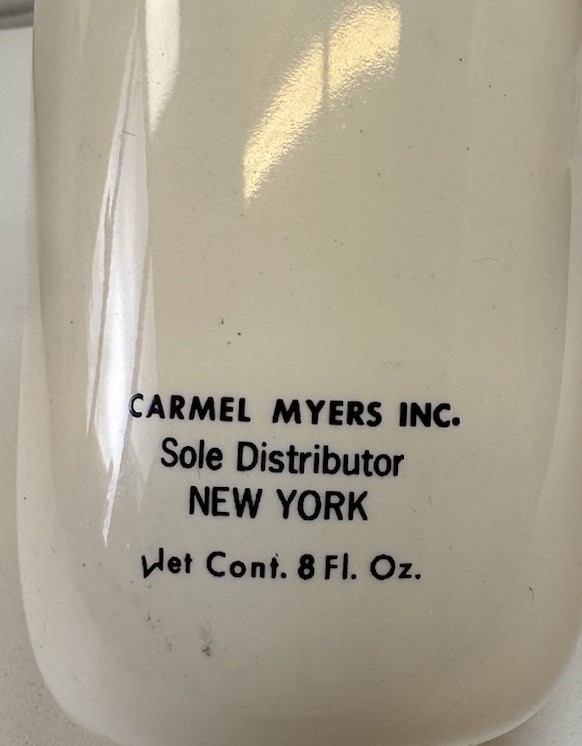 CARMEL MYERS INC.
Sole Distributor
NEW YORK
Net Cont. 8 Fl. Oz.